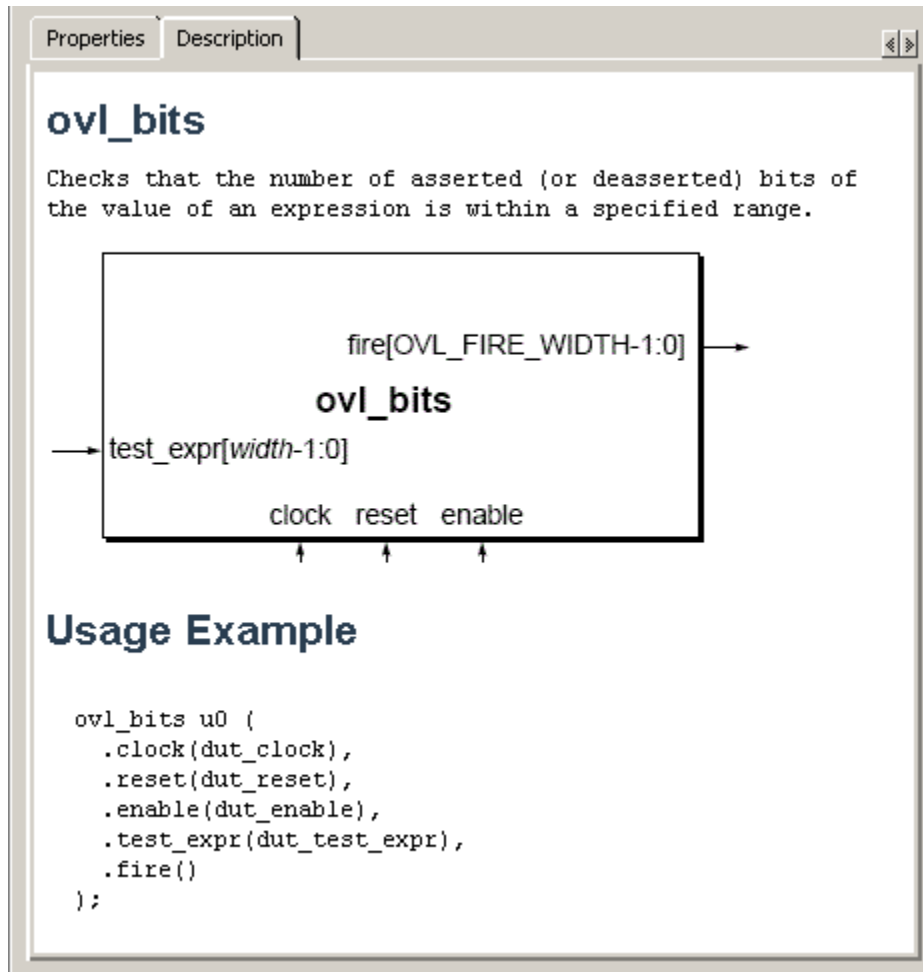 Properties Description
ovl_bits
Checks that the number of asserted (or deasserted) bits of
the value of an expression is within a specified range.
fire[OVL_FIRE_WIDTH-1:0]
ovl_bits
test_expr[width-1:0]
clock reset enable
Usage Example
ovl_bits u0 (
.clock(dut_clock),
.reset(dut_reset),
.enable(dut_enable),
.test_expr(dut_test_expr),
.fire()
);